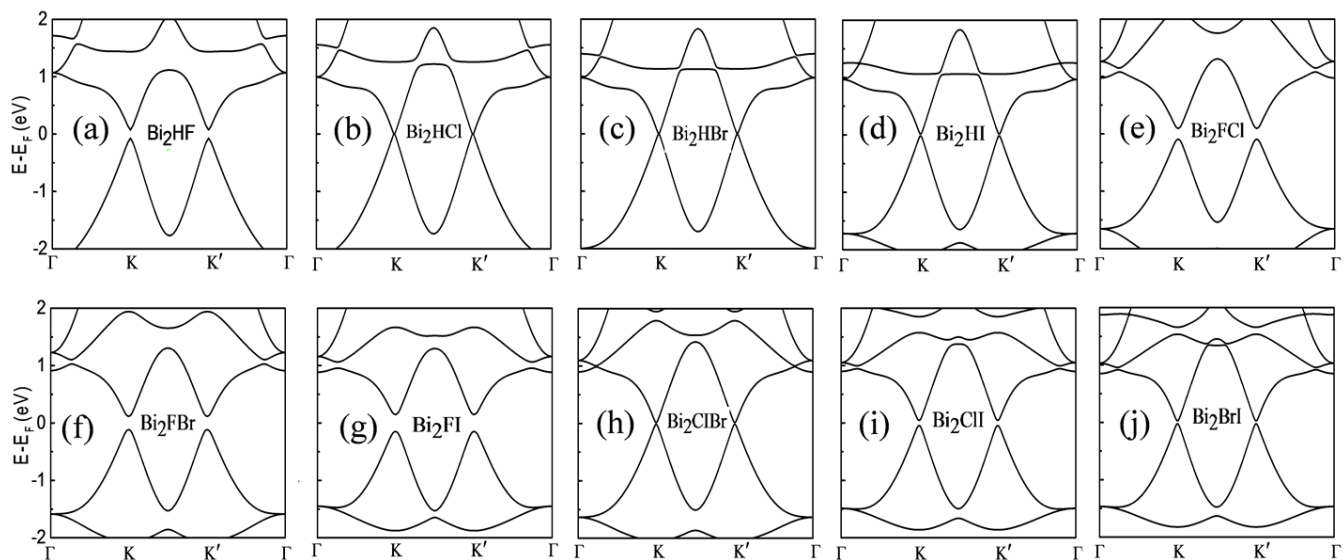 2
1
0
-1
-2
E-E_F (eV)
(a) Bi₂HF
(b) Bi₂HCl
(c) Bi₂HBr
(d) Bi₂HI
(e) Bi₂FCl
Γ K K′ Γ
Γ K K′ Γ
Γ K K′ Γ
Γ K K′ Γ
Γ K K′ Γ
2
1
0
-1
-2
E-E_F (eV)
(f) Bi₂FBr
(g) Bi₂FI
(h) Bi₂ClBr
(i) Bi₂ClI
(j) Bi₂BrI
Γ K K′ Γ
Γ K K′ Γ
Γ K K′ Γ
Γ K K′ Γ
Γ K K′ Γ